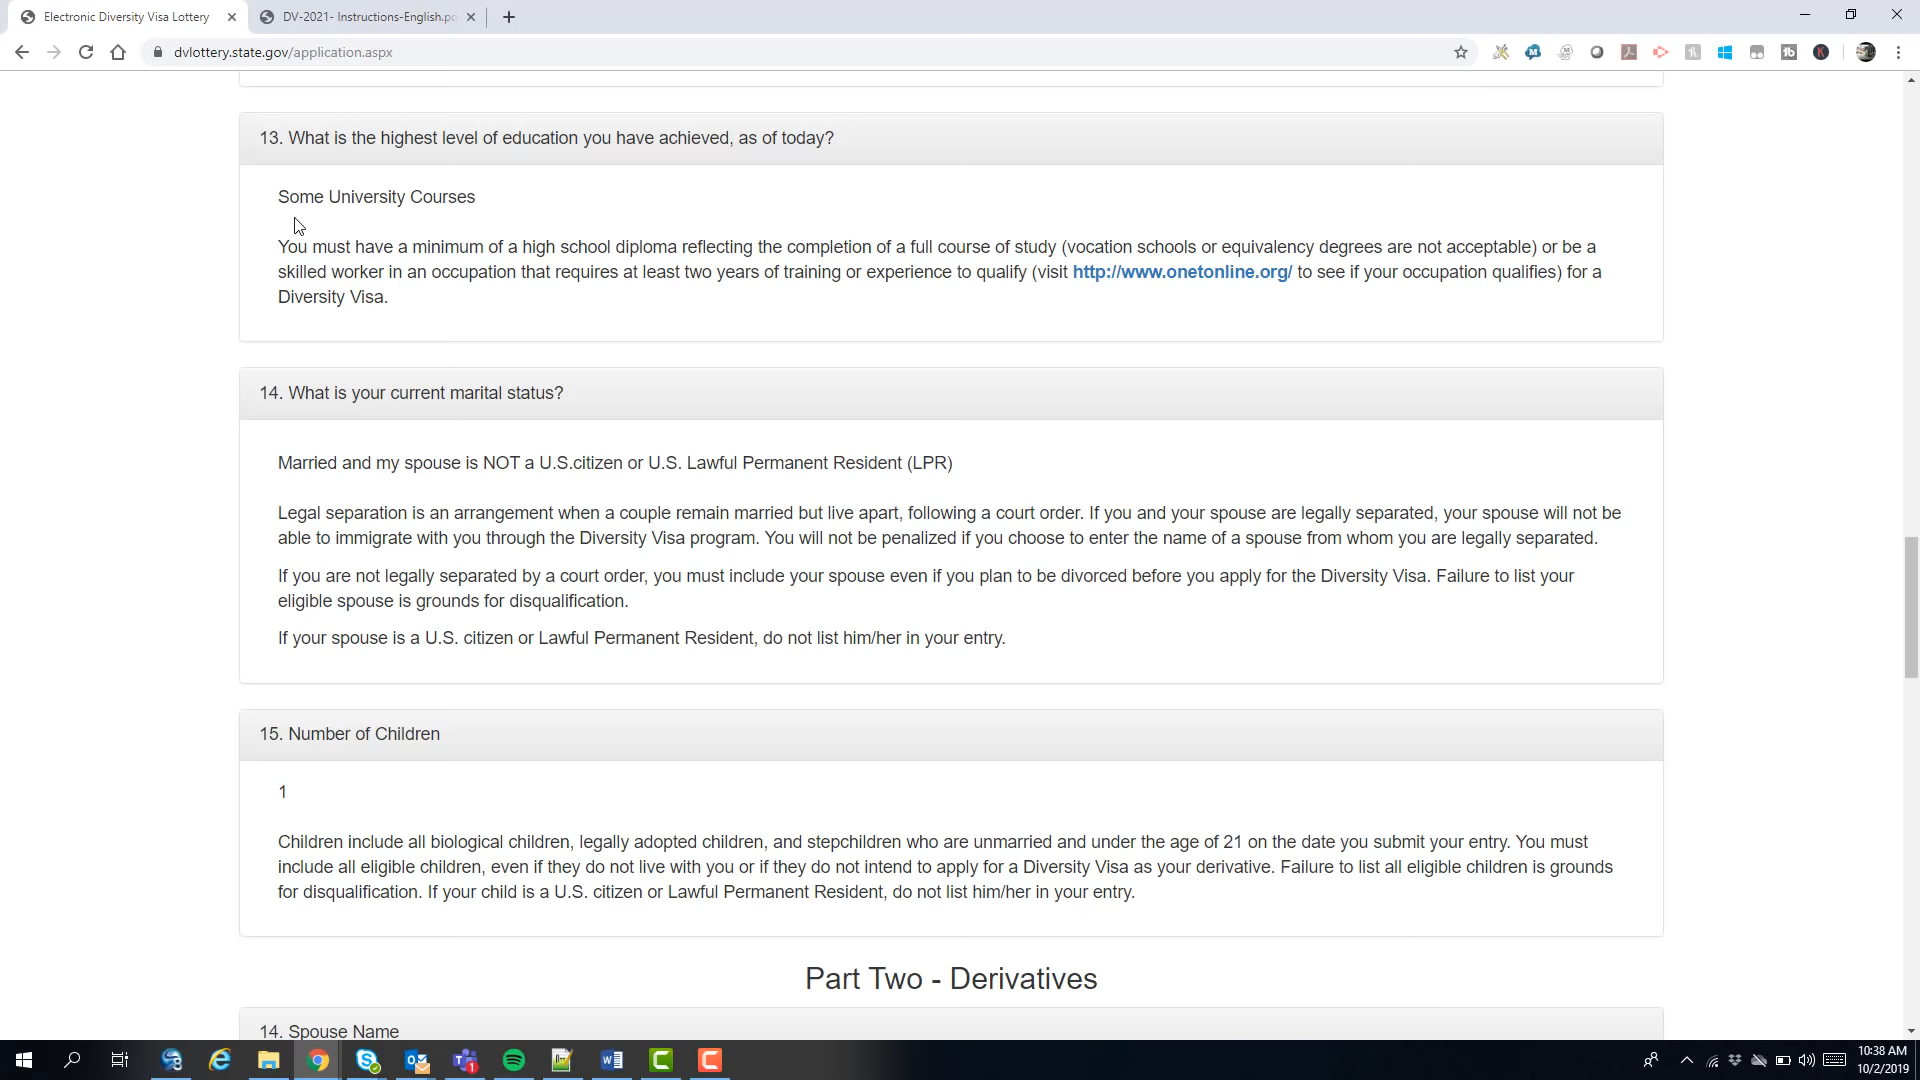 Electronic Diversity Visa Lottery
DV-2021- Instructions-English.pc
dvlottery.state.gov/application.aspx
13. What is the highest level of education you have achieved, as of today?
Some University Courses
You must have a minimum of a high school diploma reflecting the completion of a full course of study (vocation schools or equivalency degrees are not acceptable) or be a
skilled worker in an occupation that requires at least two years of training or experience to qualify (visit http://www.onetonline.org/ to see if your occupation qualifies) for a
Diversity Visa.
14. What is your current marital status?
Married and my spouse is NOT a U.S.citizen or U.S. Lawful Permanent Resident (LPR)
Legal separation is an arrangement when a couple remain married but live apart, following a court order. If you and your spouse are legally separated, your spouse will not be
able to immigrate with you through the Diversity Visa program. You will not be penalized if you choose to enter the name of a spouse from whom you are legally separated.
If you are not legally separated by a court order, you must include your spouse even if you plan to be divorced before you apply for the Diversity Visa. Failure to list your
eligible spouse is grounds for disqualification.
If your spouse is a U.S. citizen or Lawful Permanent Resident, do not list him/her in your entry.
15. Number of Children
1
Children include all biological children, legally adopted children, and stepchildren who are unmarried and under the age of 21 on the date you submit your entry. You must
include all eligible children, even if they do not live with you or if they do not intend to apply for a Diversity Visa as your derivative. Failure to list all eligible children is grounds
for disqualification. If your child is a U.S. citizen or Lawful Permanent Resident, do not list him/her in your entry.
Part Two - Derivatives
14. Spouse Name
10:38 AM
10/2/2019